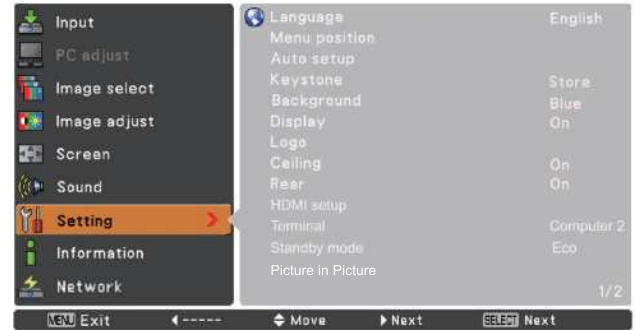 Input
PC adjust
Image select
Image adjust
Screen
Sound
Setting
Information
Network
Language English
Menu position
Auto setup
Keystone Store
Background Blue
Display On
Logo
Ceiling On
Rear On
HDMI setup
Terminal Computer 2
Standby mode Eco
Picture in Picture
1/2
MENU Exit ----- Move Next SELECT Next